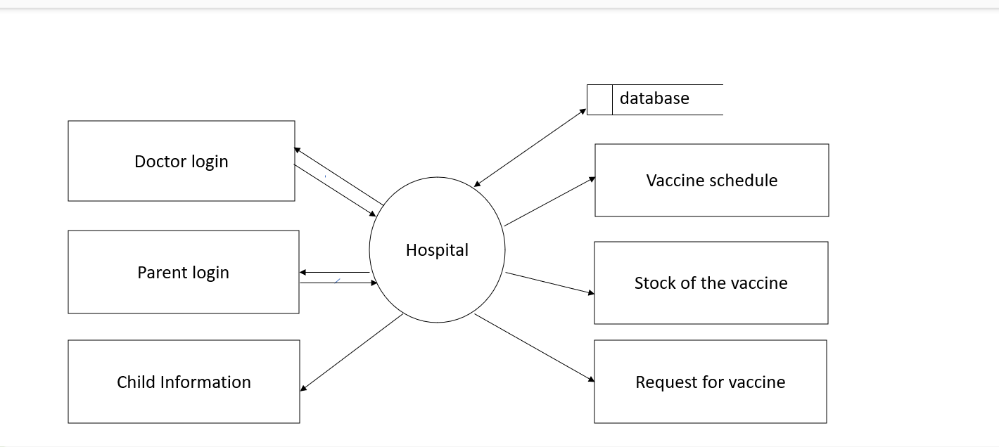 database
Doctor login
Vaccine schedule
Hospital
Parent login
Stock of the vaccine
Child Information
Request for vaccine